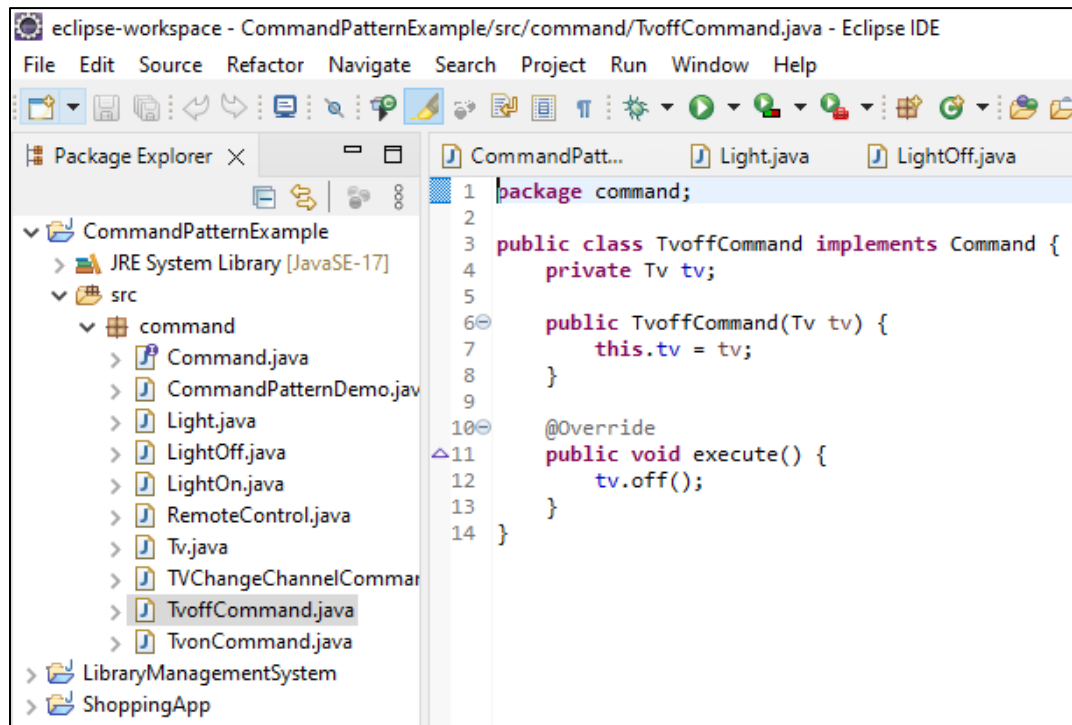 eclipse-workspace - CommandPatternExample/src/command/TvoffCommand.java - Eclipse IDE
File Edit Source Refactor Navigate Search Project Run Window Help
Package Explorer
CommandPatternExample
JRE System Library [JavaSE-17]
src
command
Command.java
CommandPatternDemo.jav
Light.java
LightOff.java
LightOn.java
RemoteControl.java
Tv.java
TVChangeChannelCommar
TvoffCommand.java
TvonCommand.java
LibraryManagementSystem
ShoppingApp
CommandPatt... Light.java LightOff.java
1 package command;
2
3 public class TvoffCommand implements Command {
4 private Tv tv;
5
6 public TvoffCommand(Tv tv) {
7 this.tv = tv;
8 }
9
10 @Override
11 public void execute() {
12 tv.off();
13 }
14 }